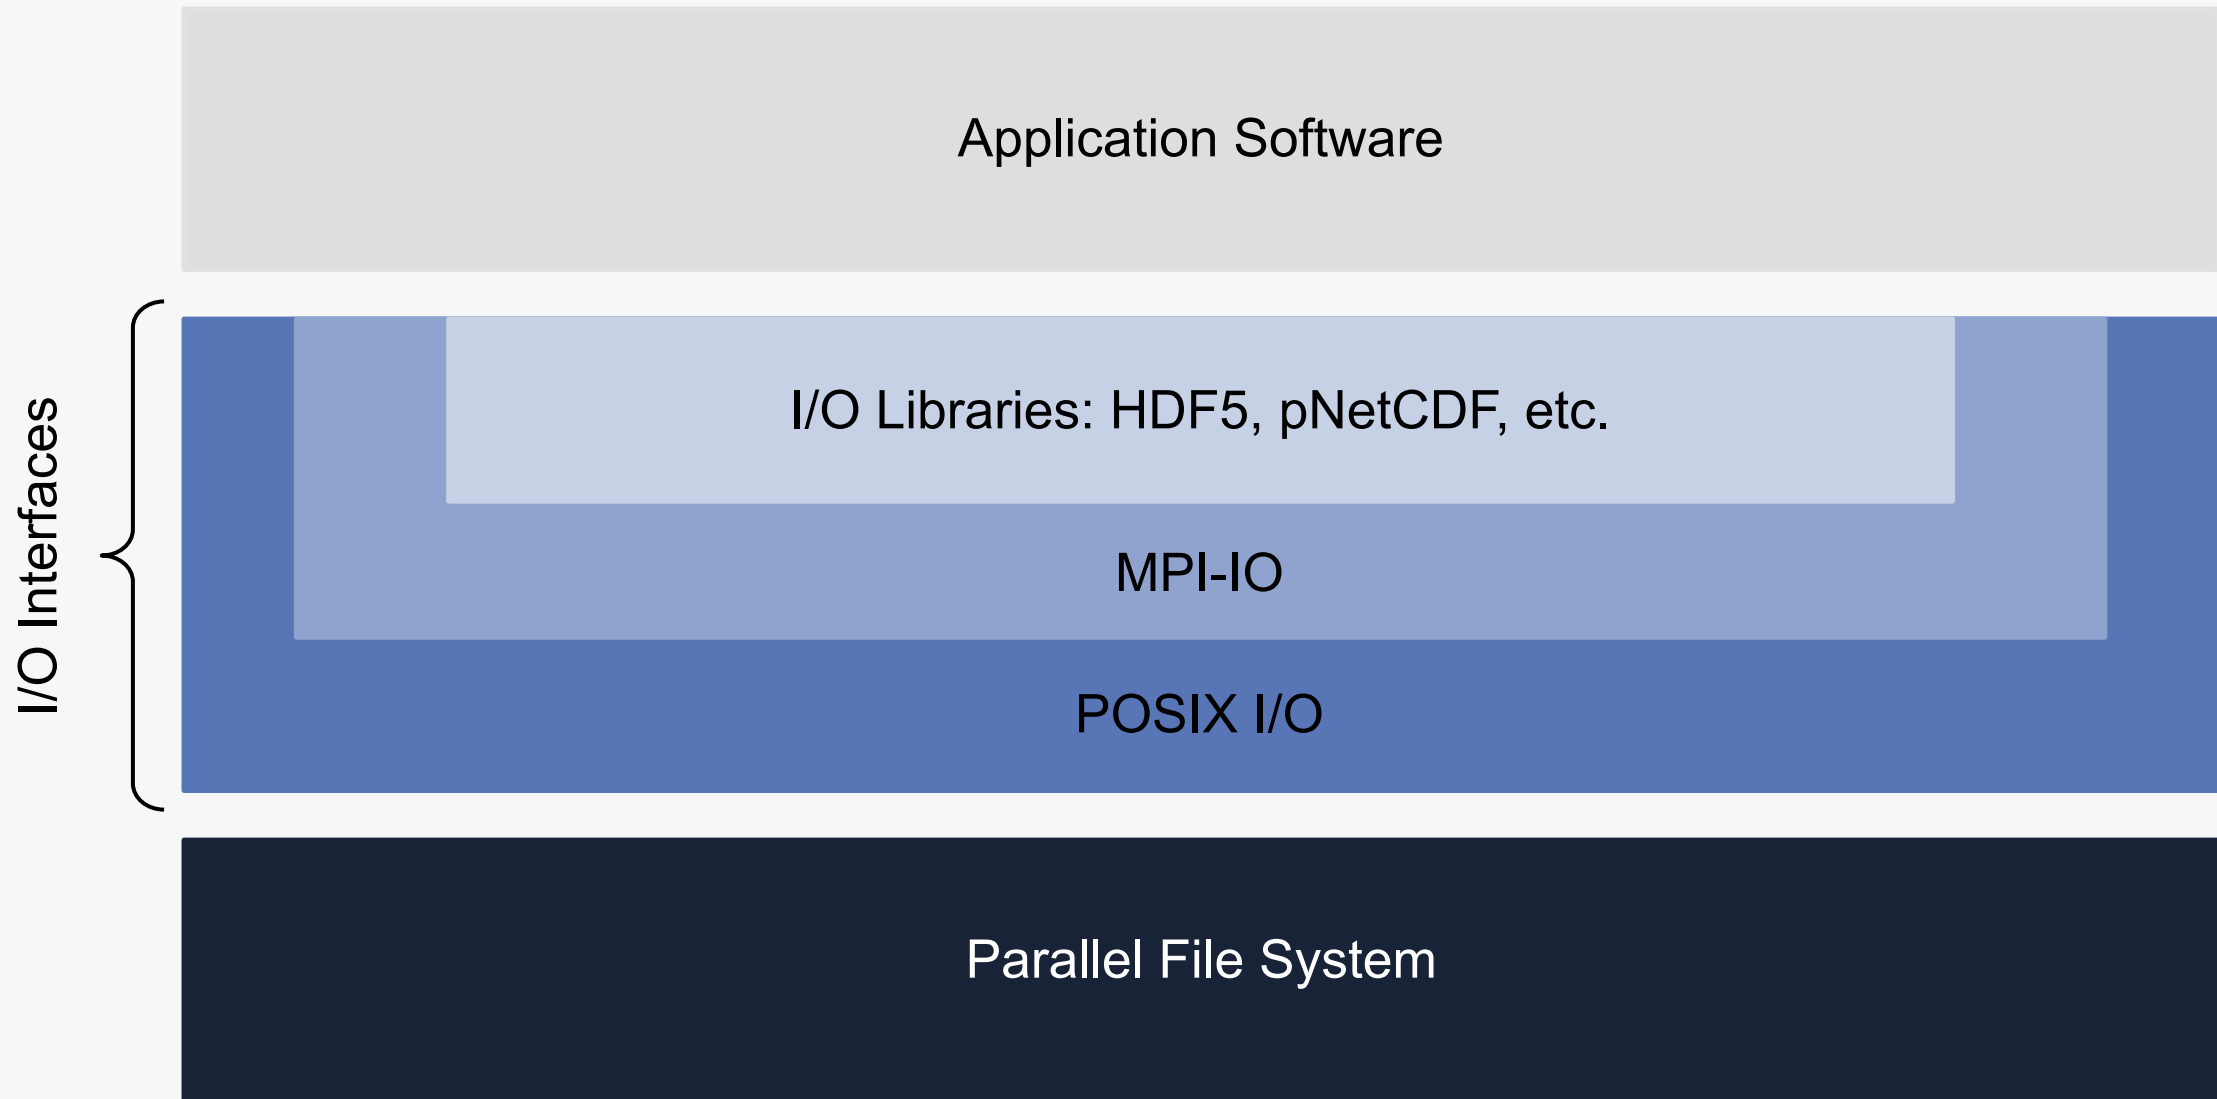 Application Software
I/O Interfaces
I/O Libraries: HDF5, pNetCDF, etc.
MPI-IO
POSIX I/O
Parallel File System